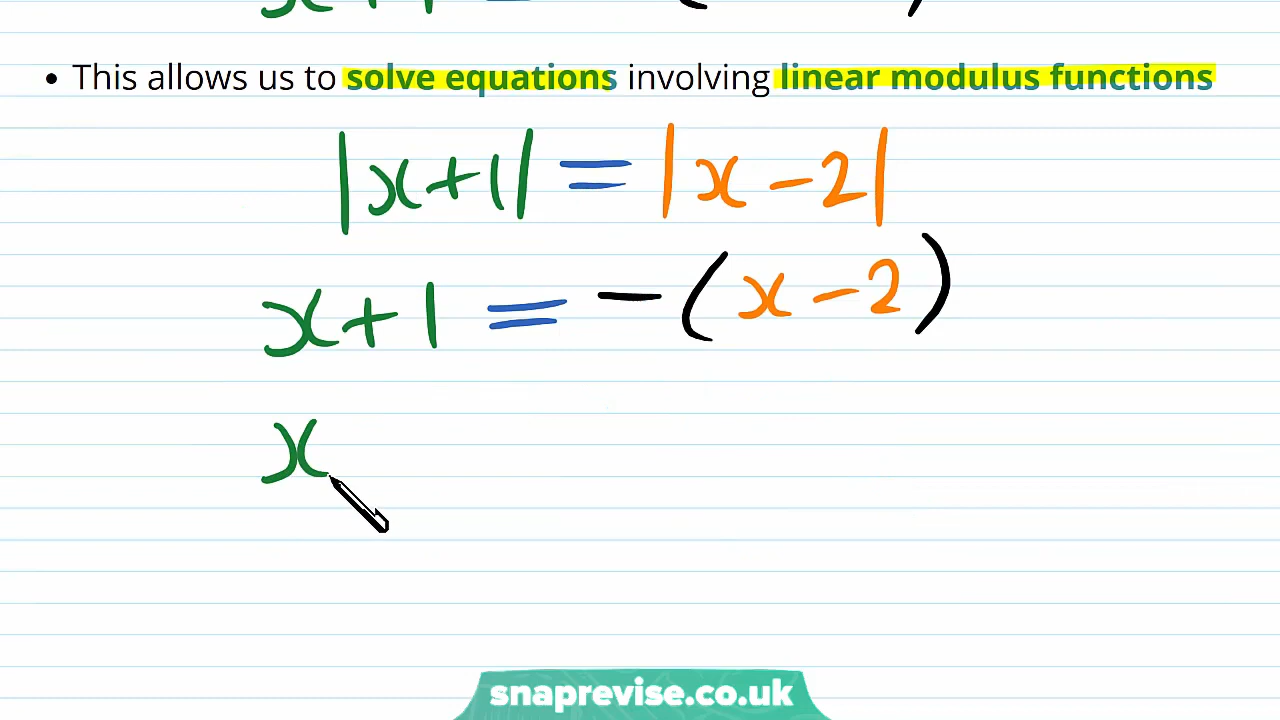 • This allows us to solve equations involving linear modulus functions
|x+1| = |x-2|
x+1 = -(x-2)
x
snaprevise.co.uk